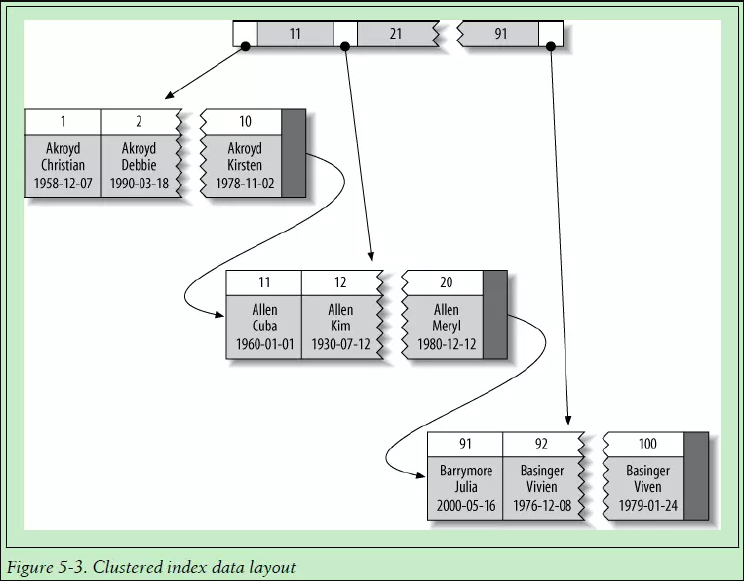 11 21 91
1 2 10
Akroyd Akroyd Akroyd
Christian Debbie Kirsten
1958-12-07 1990-03-18 1978-11-02
11 12 20
Allen Allen Allen
Cuba Kim Meryl
1960-01-01 1930-07-12 1980-12-12
91 92 100
Barrymore Basinger Basinger
Julia Vivien Viven
2000-05-16 1976-12-08 1979-01-24
Figure 5-3. Clustered index data layout